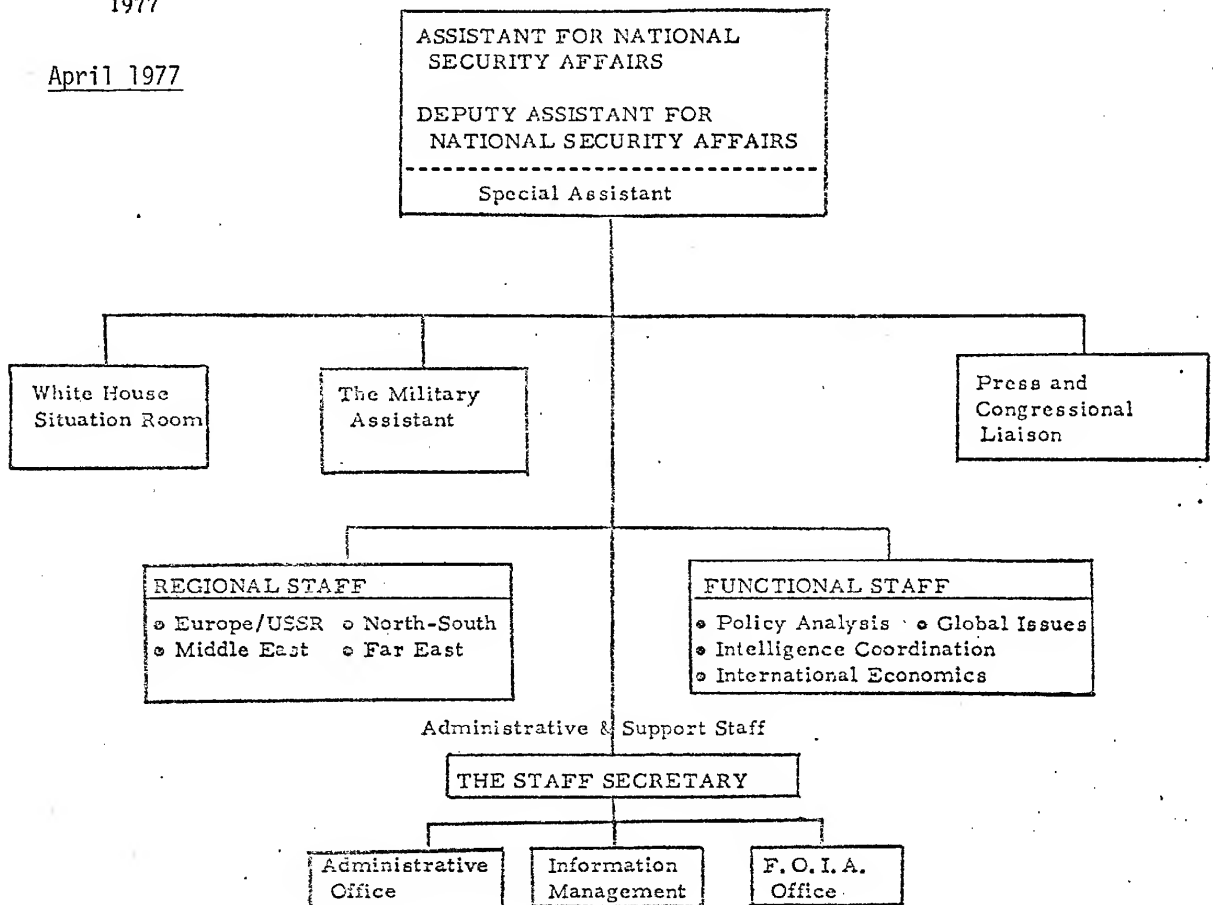 1977
April 1977
ASSISTANT FOR NATIONAL
SECURITY AFFAIRS
DEPUTY ASSISTANT FOR
NATIONAL SECURITY AFFAIRS
Special Assistant
White House
Situation Room
The Military
Assistant
Press and
Congressional
Liaison
REGIONAL STAFF
Europe/USSR North-South
Middle East Far East
FUNCTIONAL STAFF
Policy Analysis Global Issues
Intelligence Coordination
International Economics
Administrative & Support Staff
THE STAFF SECRETARY
Administrative
Office
Information
Management
F.O.I.A.
Office